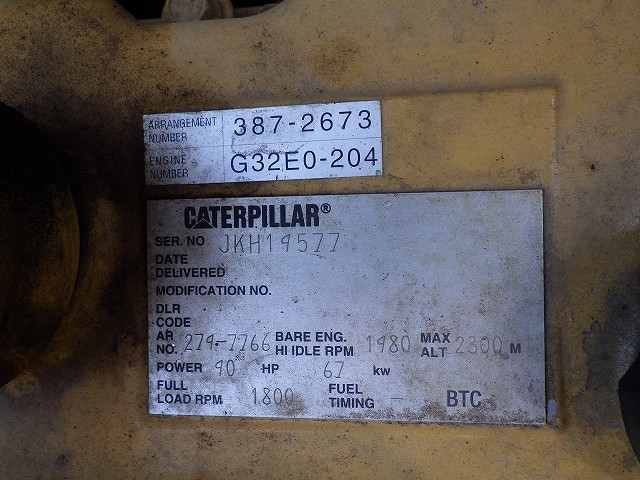 ARRANGEMENT NUMBER 387-2673
ENGINE NUMBER G32E0-204
CATERPILLAR®
SER. NO JKH19577
DATE
DELIVERED
MODIFICATION NO.
DLR
CODE
AR NO. 279-7766 BARE ENG. HI IDLE RPM 1980 MAX ALT 2300 M
POWER 90 HP 67 kw
FULL LOAD RPM 1800 FUEL TIMING – BTC